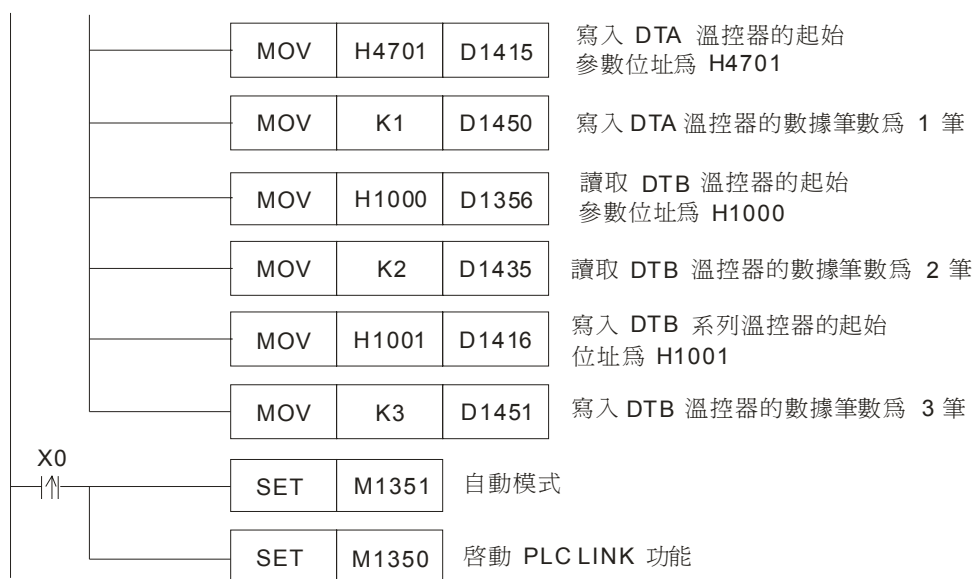 MOV H4701 D1415 寫入 DTA 溫控器的起始
參數位址爲 H4701
MOV K1 D1450 寫入 DTA 溫控器的數據筆數爲 1 筆
MOV H1000 D1356 讀取 DTB 溫控器的起始
參數位址爲 H1000
MOV K2 D1435 讀取 DTB 溫控器的數據筆數爲 2 筆
MOV H1001 D1416 寫入 DTB 系列溫控器的起始
位址爲 H1001
MOV K3 D1451 寫入 DTB 溫控器的數據筆數爲 3 筆
X0
SET M1351 自動模式
SET M1350 啓動 PLC LINK 功能